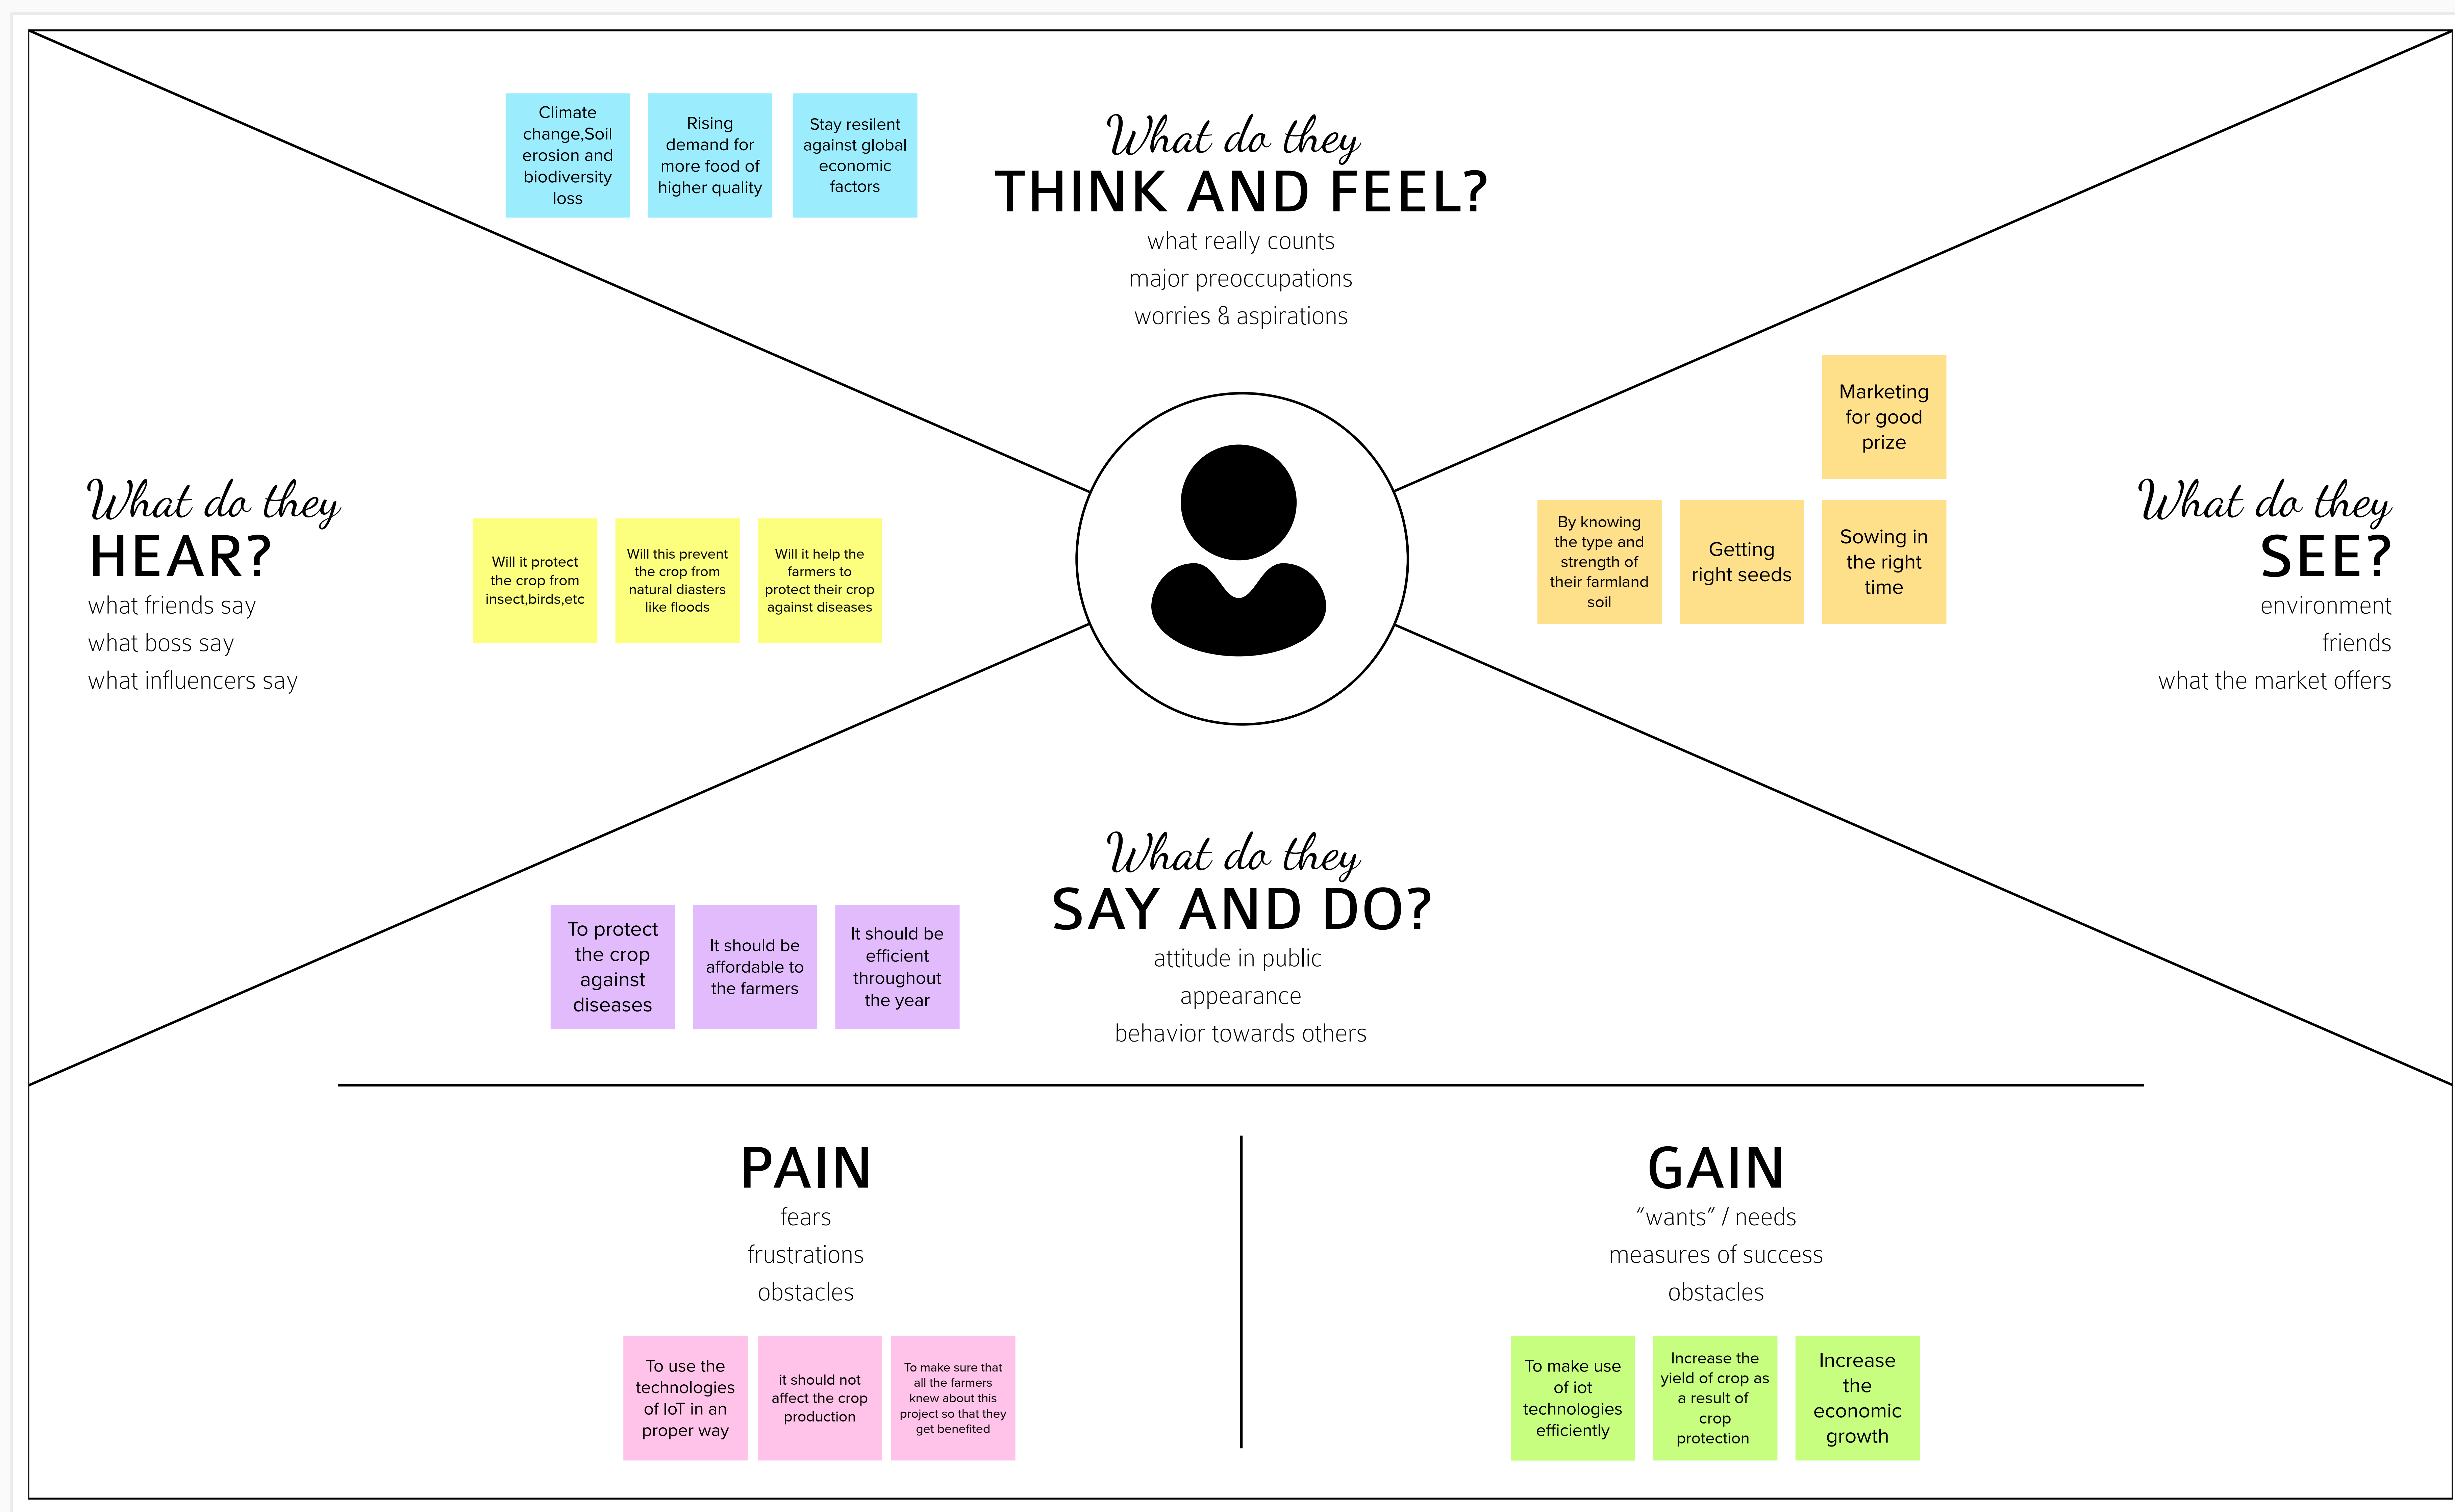 Climate
change,Soil
erosion and
biodiversity
loss
Rising
demand for
more food of
higher quality
Stay resilent
against global
economic
factors
What do they
THINK AND FEEL?
what really counts
major preoccupations
worries & aspirations
What do they
HEAR?
what friends say
what boss say
what influencers say
Will it protect
the crop from
insect,birds,etc
Will this prevent
the crop from
natural diasters
like floods
Will it help the
farmers to
protect their crop
against diseases
Marketing
for good
prize
By knowing
the type and
strength of
their farmland
soil
Getting
right seeds
Sowing in
the right
time
What do they
SEE?
environment
friends
what the market offers
What do they
SAY AND DO?
attitude in public
appearance
behavior towards others
To protect
the crop
against
diseases
It should be
affordable to
the farmers
It should be
efficient
throughout
the year
PAIN
fears
frustrations
obstacles
To use the
technologies
of IoT in an
proper way
it should not
affect the crop
production
To make sure that
all the farmers
knew about this
project so that they
get benefited
GAIN
“wants” / needs
measures of success
obstacles
To make use
of iot
technologies
efficiently
Increase the
yield of crop as
a result of
crop
protection
Increase
the
economic
growth